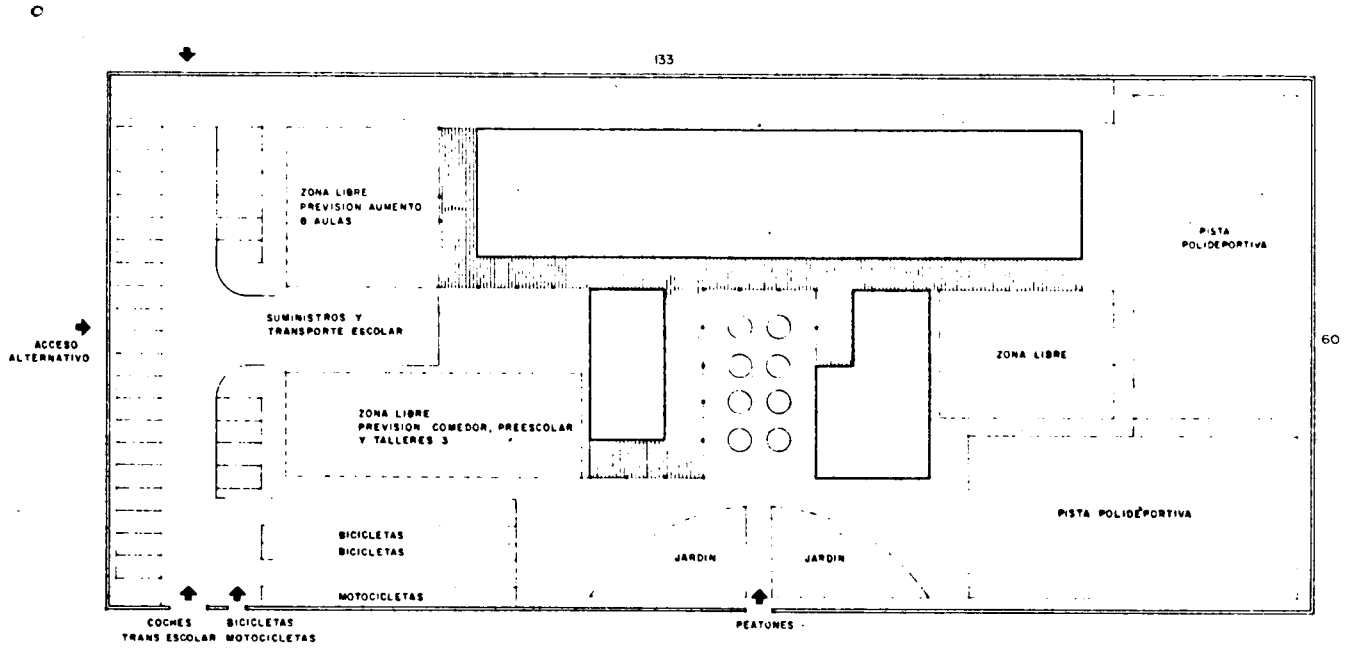 133
ZONA LIBRE
PREVISION AUMENTO
8 AULAS
PISTA
POLIDEPORTIVA
SUMINISTROS Y
TRANSPORTE ESCOLAR
ACCESO
ALTERNATIVO
60
ZONA LIBRE
ZONA LIBRE
PREVISION COMEDOR, PREESCOLAR
Y TALLERES 3
PISTA POLIDEPORTIVA
BICICLETAS
BICICLETAS
JARDIN
JARDIN
MOTOCICLETAS
COCHES
TRANS ESCOLAR
BICICLETAS
MOTOCICLETAS
PEATONES